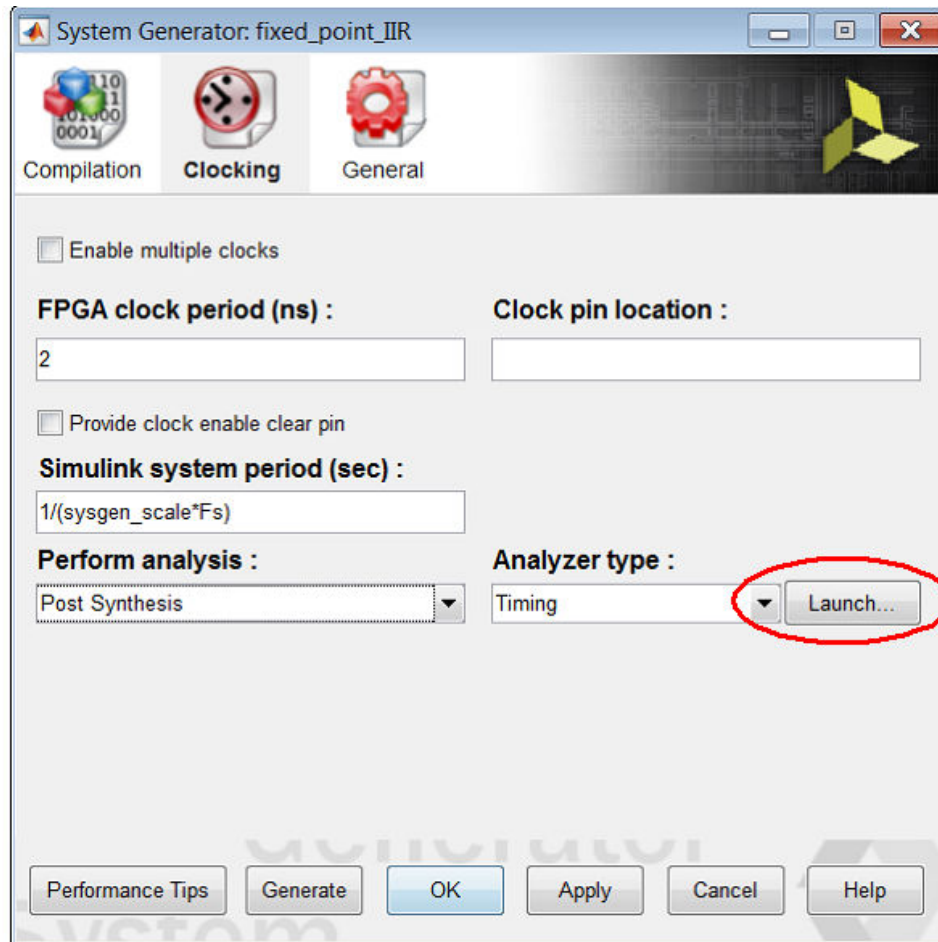 System Generator: fixed_point_IIR
Compilation Clocking General
Enable multiple clocks
FPGA clock period (ns) : Clock pin location :
2
Provide clock enable clear pin
Simulink system period (sec) :
1/(sysgen_scale*Fs)
Perform analysis : Analyzer type :
Post Synthesis Timing Launch...
Generator
Performance Tips Generate OK Apply Cancel Help
System